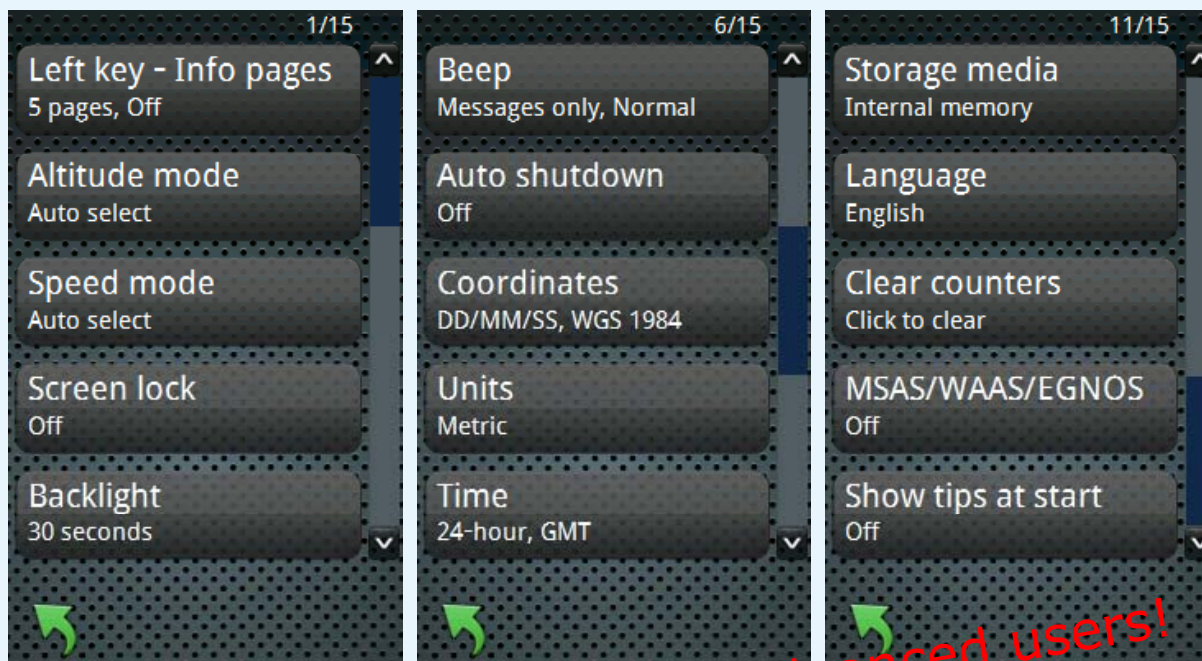 1/15
Left key - Info pages
5 pages, Off
Altitude mode
Auto select
Speed mode
Auto select
Screen lock
Off
Backlight
30 seconds
6/15
Beep
Messages only, Normal
Auto shutdown
Off
Coordinates
DD/MM/SS, WGS 1984
Units
Metric
Time
24-hour, GMT
11/15
Storage media
Internal memory
Language
English
Clear counters
Click to clear
MSAS/WAAS/EGNOS
Off
Show tips at start
Off
users!